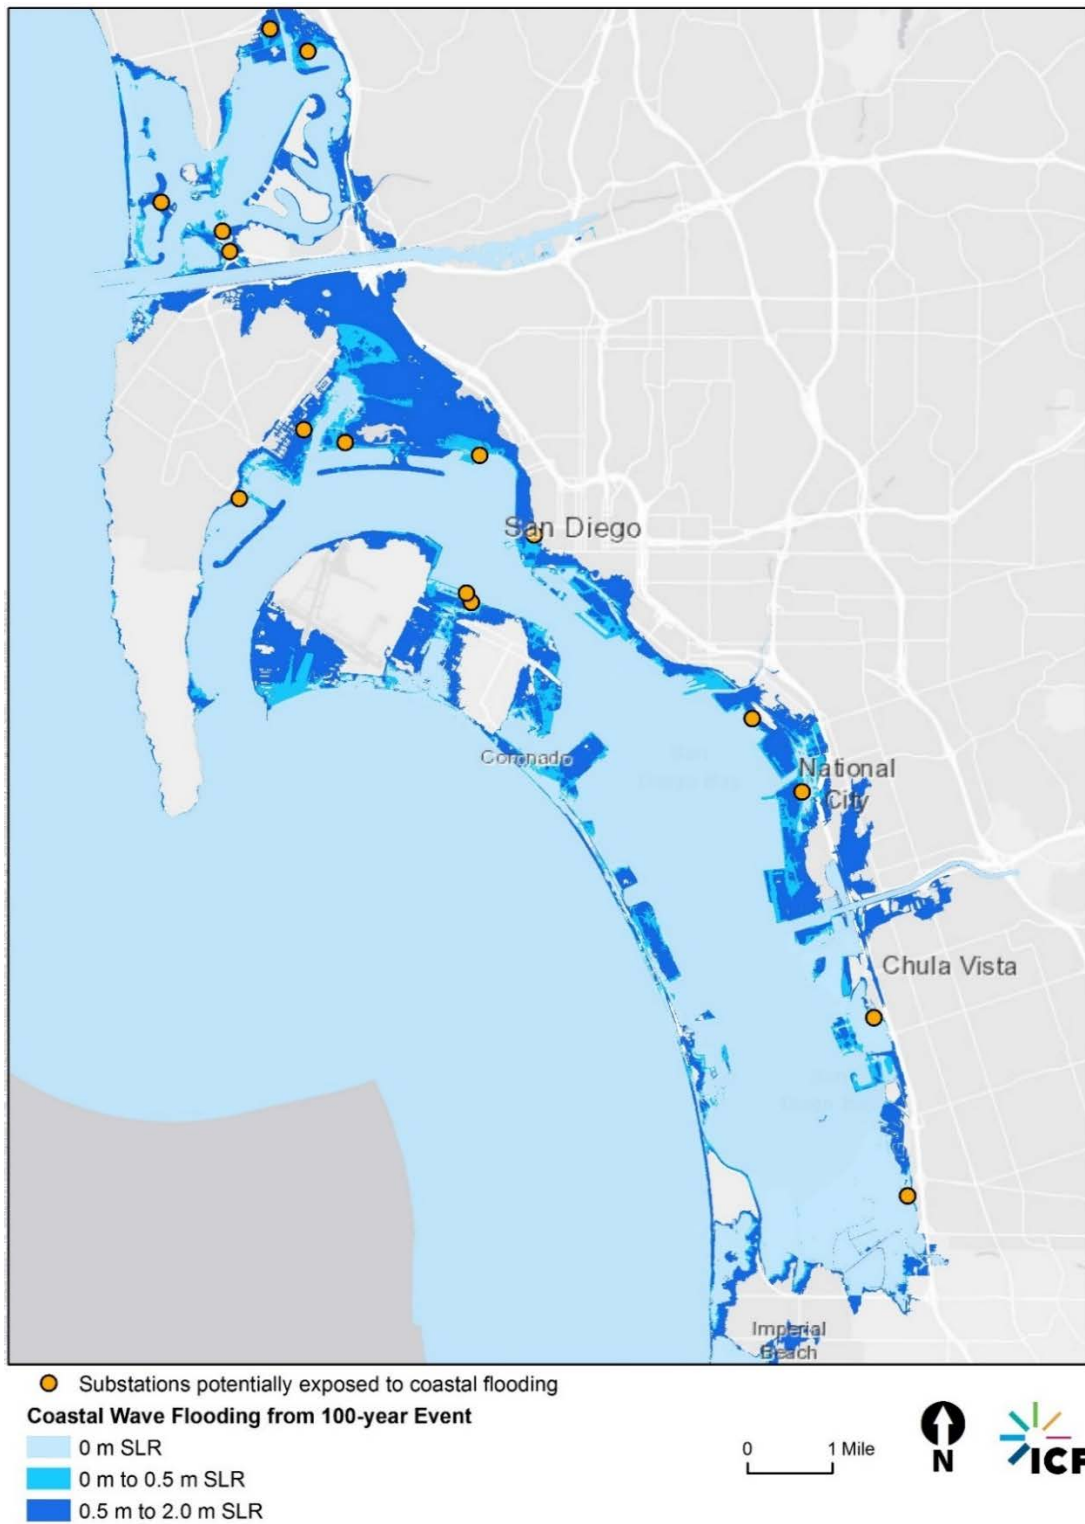 San Diego
Coronado
National
City
Chula Vista
Imperial
Beach
Substations potentially exposed to coastal flooding
Coastal Wave Flooding from 100-year Event
0 m SLR
0 m to 0.5 m SLR
0.5 m to 2.0 m SLR
0 1 Mile
N
ICF